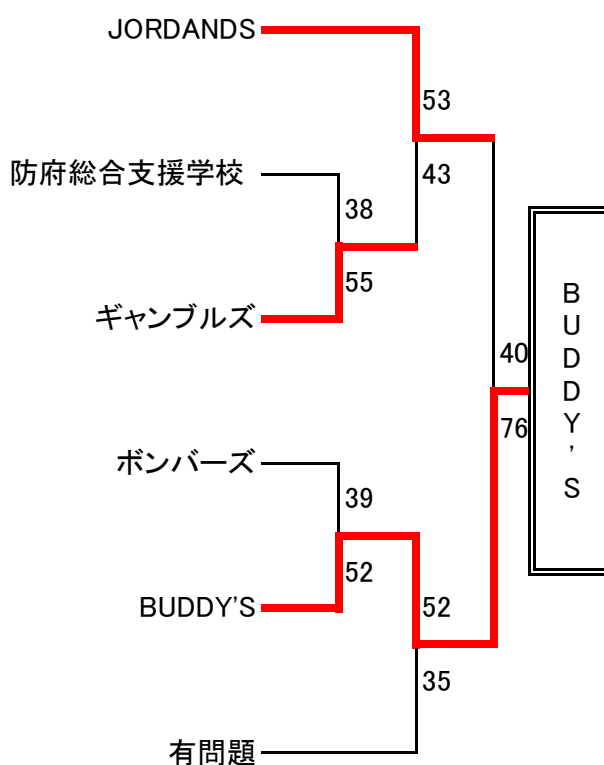 JORDANDS
53
防府総合支援学校
43
38
55
ギャンブルズ
40
76
BUDDY'S
ボンバーズ
39
52
BUDDY'S
52
35
有問題